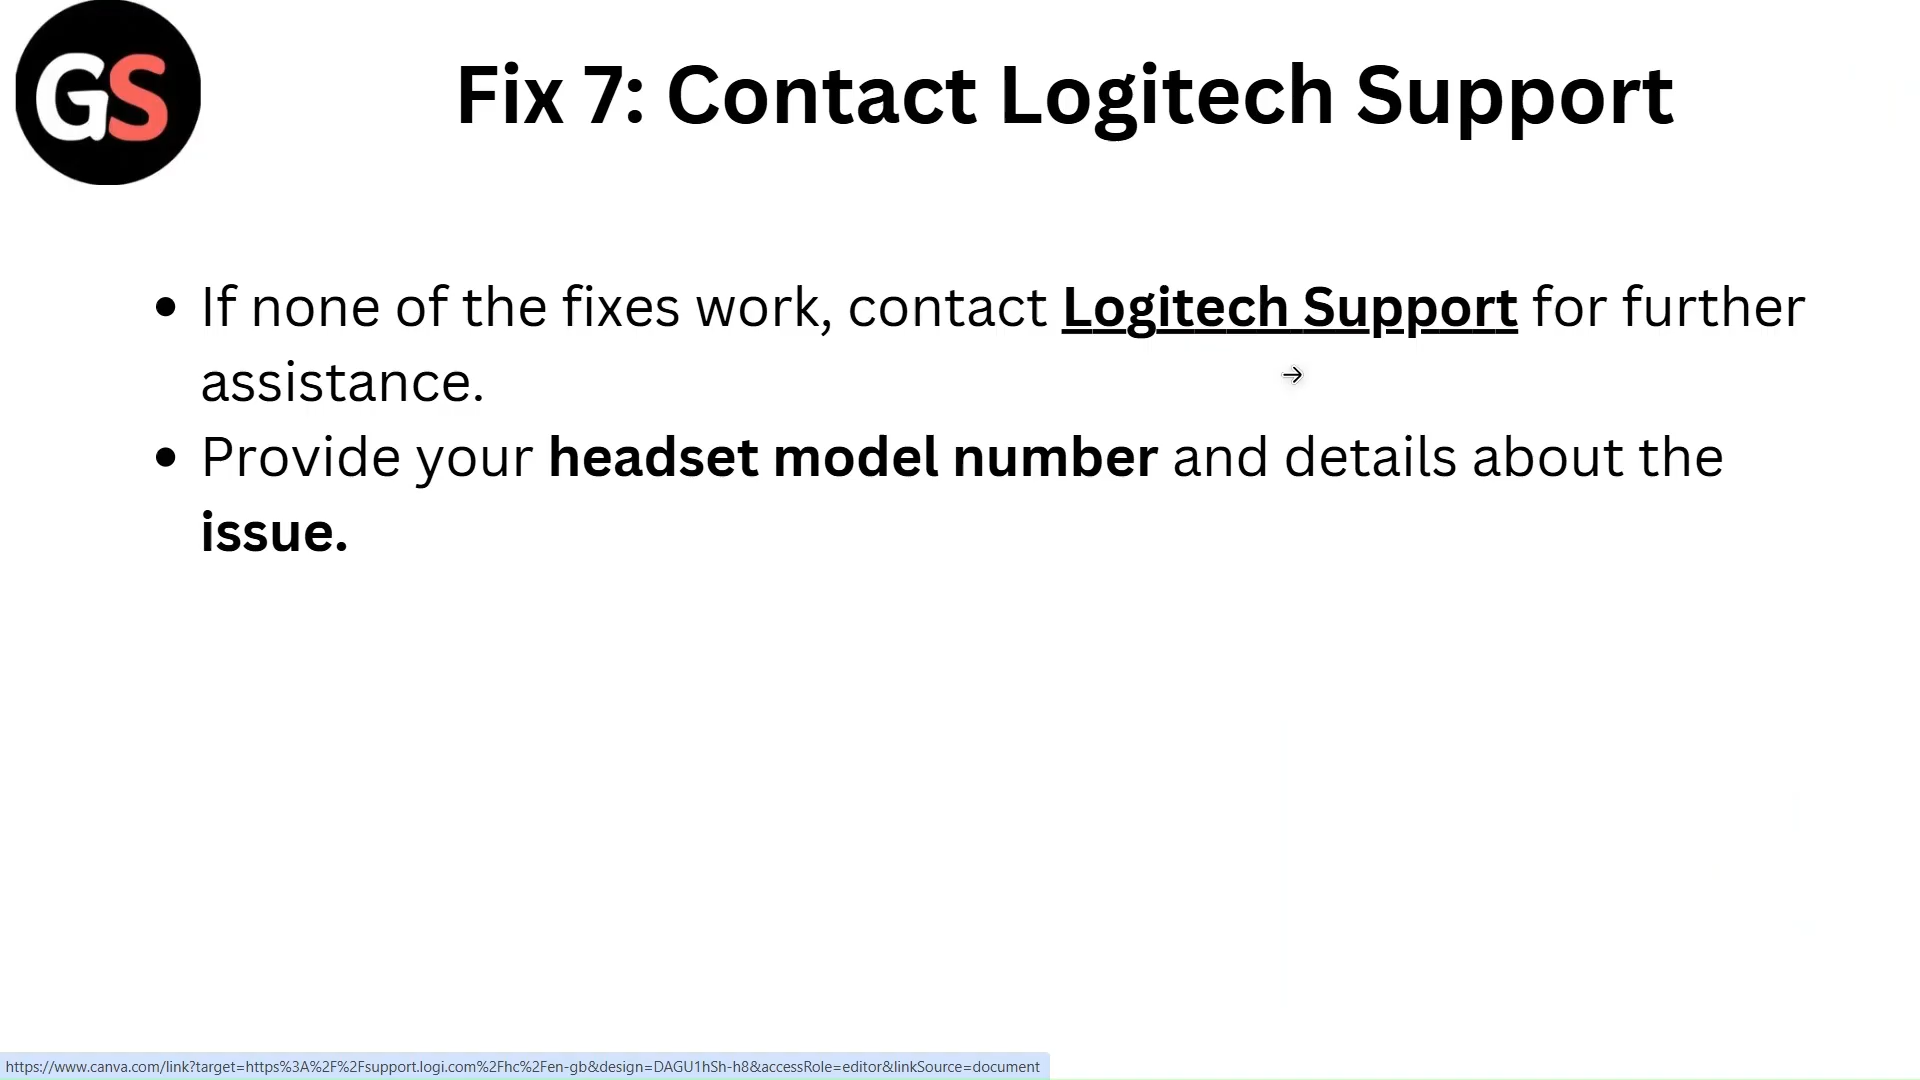 GS
Fix 7: Contact Logitech Support
• If none of the fixes work, contact Logitech Support for further
assistance.
• Provide your headset model number and details about the
issue.
https://www.canva.com/link?target=https%3A%2F%2Fsupport.logi.com%2Fhc%2Fen-gb&design=DAGU1hSh-h8&accessRole=editor&linkSource=document